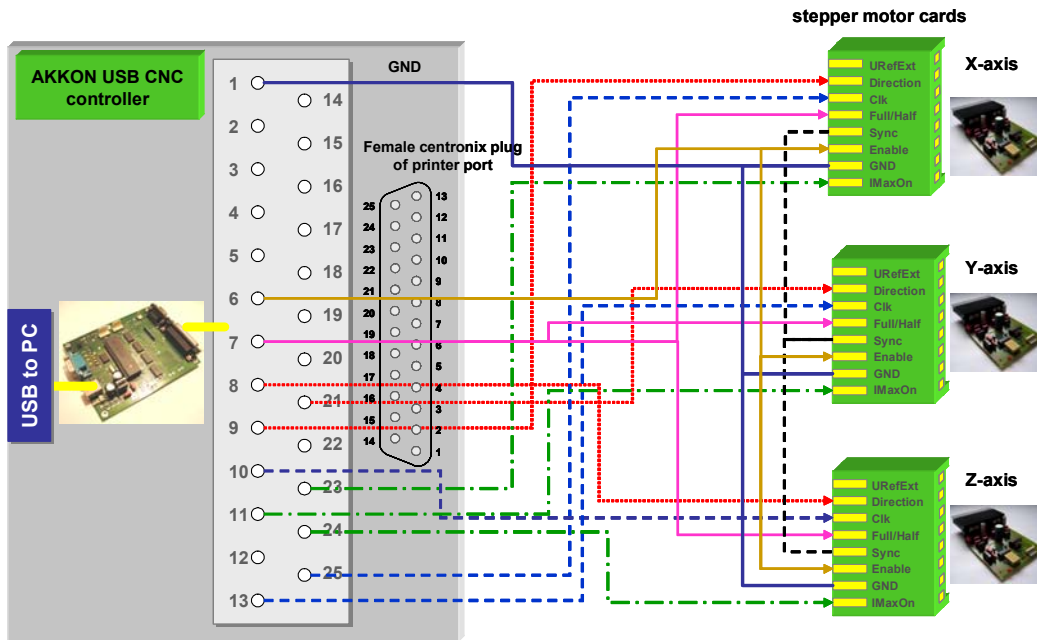 stepper motor cards
AKKON USB CNC
controller
GND
1
2
3
4
5
6
7
8
9
10
11
12
13
14
15
16
17
18
19
20
21
22
23
24
25
Female centronix plug
of printer port
25
24
23
22
21
20
19
18
17
16
15
14
13
12
11
10
9
8
7
6
5
4
3
2
1
USB to PC
X-axis
URefExt
Direction
Clk
Full/Half
Sync
Enable
GND
IMaxOn
Y-axis
URefExt
Direction
Clk
Full/Half
Sync
Enable
GND
IMaxOn
Z-axis
URefExt
Direction
Clk
Full/Half
Sync
Enable
GND
IMaxOn